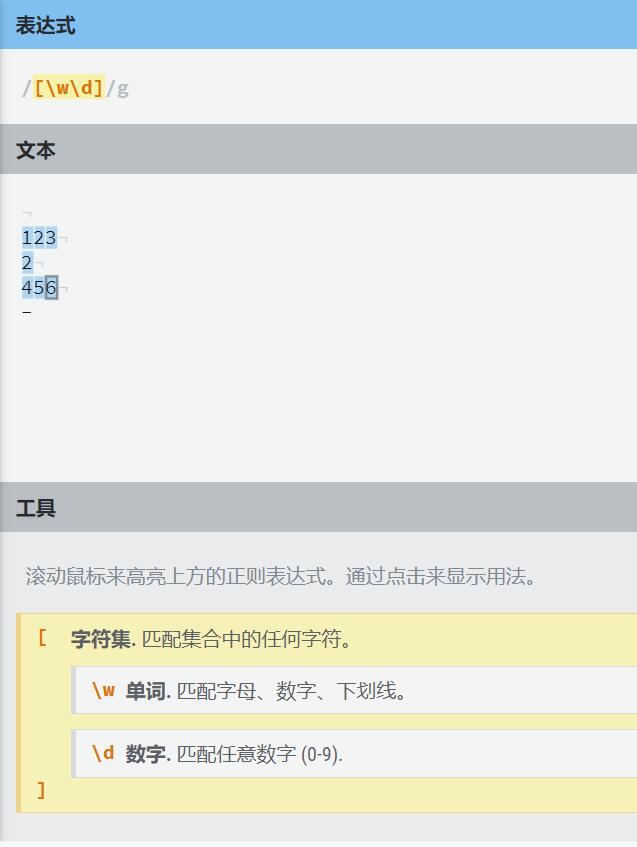 表达式
/[\w\d]/g
文本
¬
123¬
2¬
456¬
–
工具
滚动鼠标来高亮上方的正则表达式。通过点击来显示用法。
[ 字符集. 匹配集合中的任何字符。
\w 单词. 匹配字母、数字、下划线。
\d 数字. 匹配任意数字 (0-9).
]